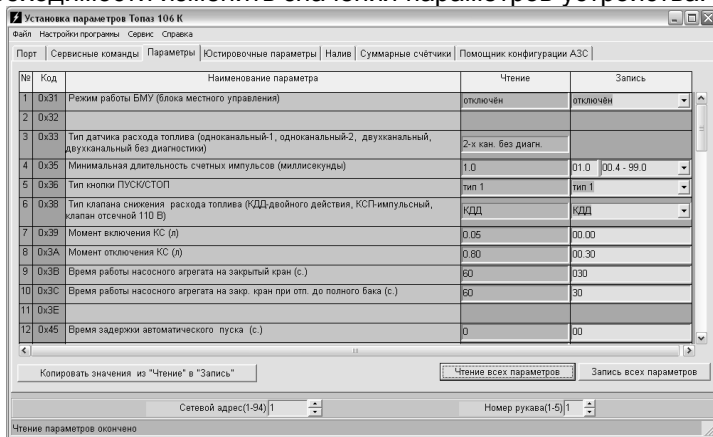 Установка параметров Топаз 106 К
Файл Настройки программы Сервис Справка
Порт Сервисные команды Параметры Юстировочные параметры Налив Суммарные счётчики Помощник конфигурации АЗС
№ Код Наименование параметра Чтение Запись
1 0x31 Режим работы БМУ (блока местного управления) отключён отключён
2 0x32
3 0x33 Тип датчика расхода топлива (одноканальный-1, одноканальный-2, двухканальный,
двухканальный без диагностики) 2-х кан. без диагн.
4 0x35 Минимальная длительность счетных импульсов (миллисекунды) 1.0 01.0 00.4 - 99.0
5 0x36 Тип кнопки ПУСК/СТОП тип 1 тип 1
6 0x38 Тип клапана снижения расхода топлива (КДД-двойного действия, КСП-импульсный,
клапан отсечной 110 В) КДД КДД
7 0x39 Момент включения КС (л) 0.05 00.00
8 0x3A Момент отключения КС (л) 0.80 00.30
9 0x3B Время работы насосного агрегата на закрытый кран (с.) 60 030
10 0x3C Время работы насосного агрегата на закр. кран при отп. до полного бака (с.) 60 30
11 0x3E
12 0x45 Время задержки автоматического пуска (с.) 0 00
Копировать значения из "Чтение" в "Запись" Чтение всех параметров Запись всех параметров
Сетевой адрес(1-94) 1 Номер рукава(1-5) 1
Чтение параметров окончено